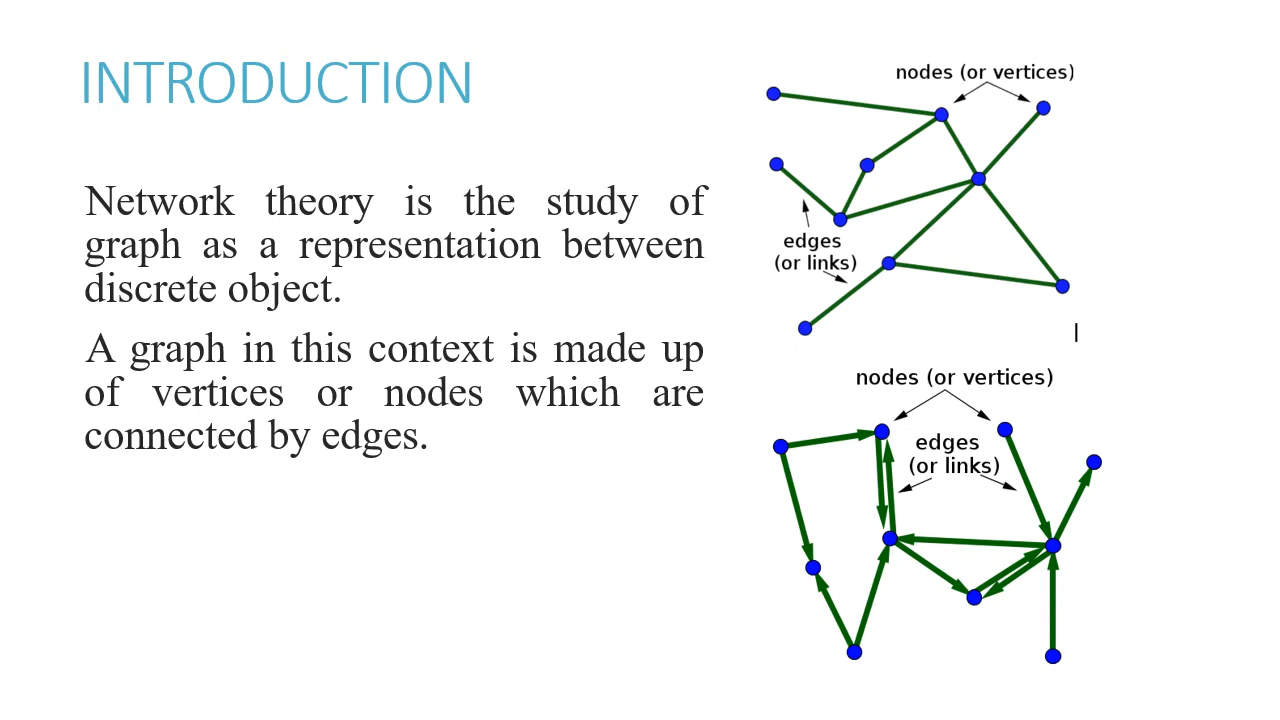 INTRODUCTION
Network theory is the study of
graph as a representation between
discrete object.
A graph in this context is made up
of vertices or nodes which are
connected by edges.
nodes (or vertices)
edges
(or links)
nodes (or vertices)
edges
(or links)